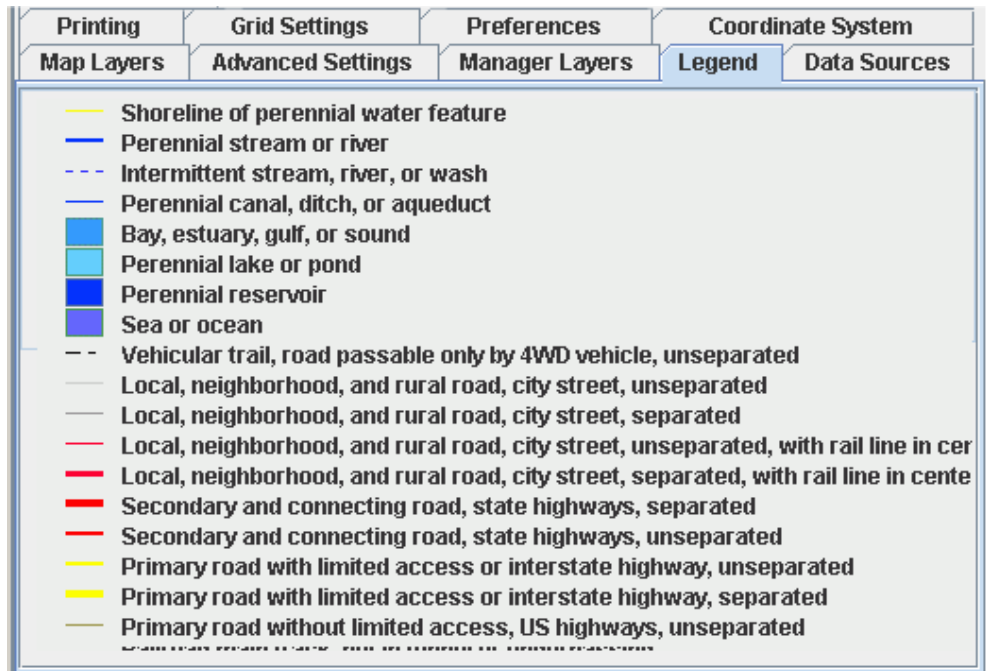 Printing Grid Settings Preferences Coordinate System
Map Layers Advanced Settings Manager Layers Legend Data Sources
Shoreline of perennial water feature
Perennial stream or river
Intermittent stream, river, or wash
Perennial canal, ditch, or aqueduct
Bay, estuary, gulf, or sound
Perennial lake or pond
Perennial reservoir
Sea or ocean
Vehicular trail, road passable only by 4WD vehicle, unseparated
Local, neighborhood, and rural road, city street, unseparated
Local, neighborhood, and rural road, city street, separated
Local, neighborhood, and rural road, city street, unseparated, with rail line in cer
Local, neighborhood, and rural road, city street, separated, with rail line in cente
Secondary and connecting road, state highways, separated
Secondary and connecting road, state highways, unseparated
Primary road with limited access or interstate highway, unseparated
Primary road with limited access or interstate highway, separated
Primary road without limited access, US highways, unseparated